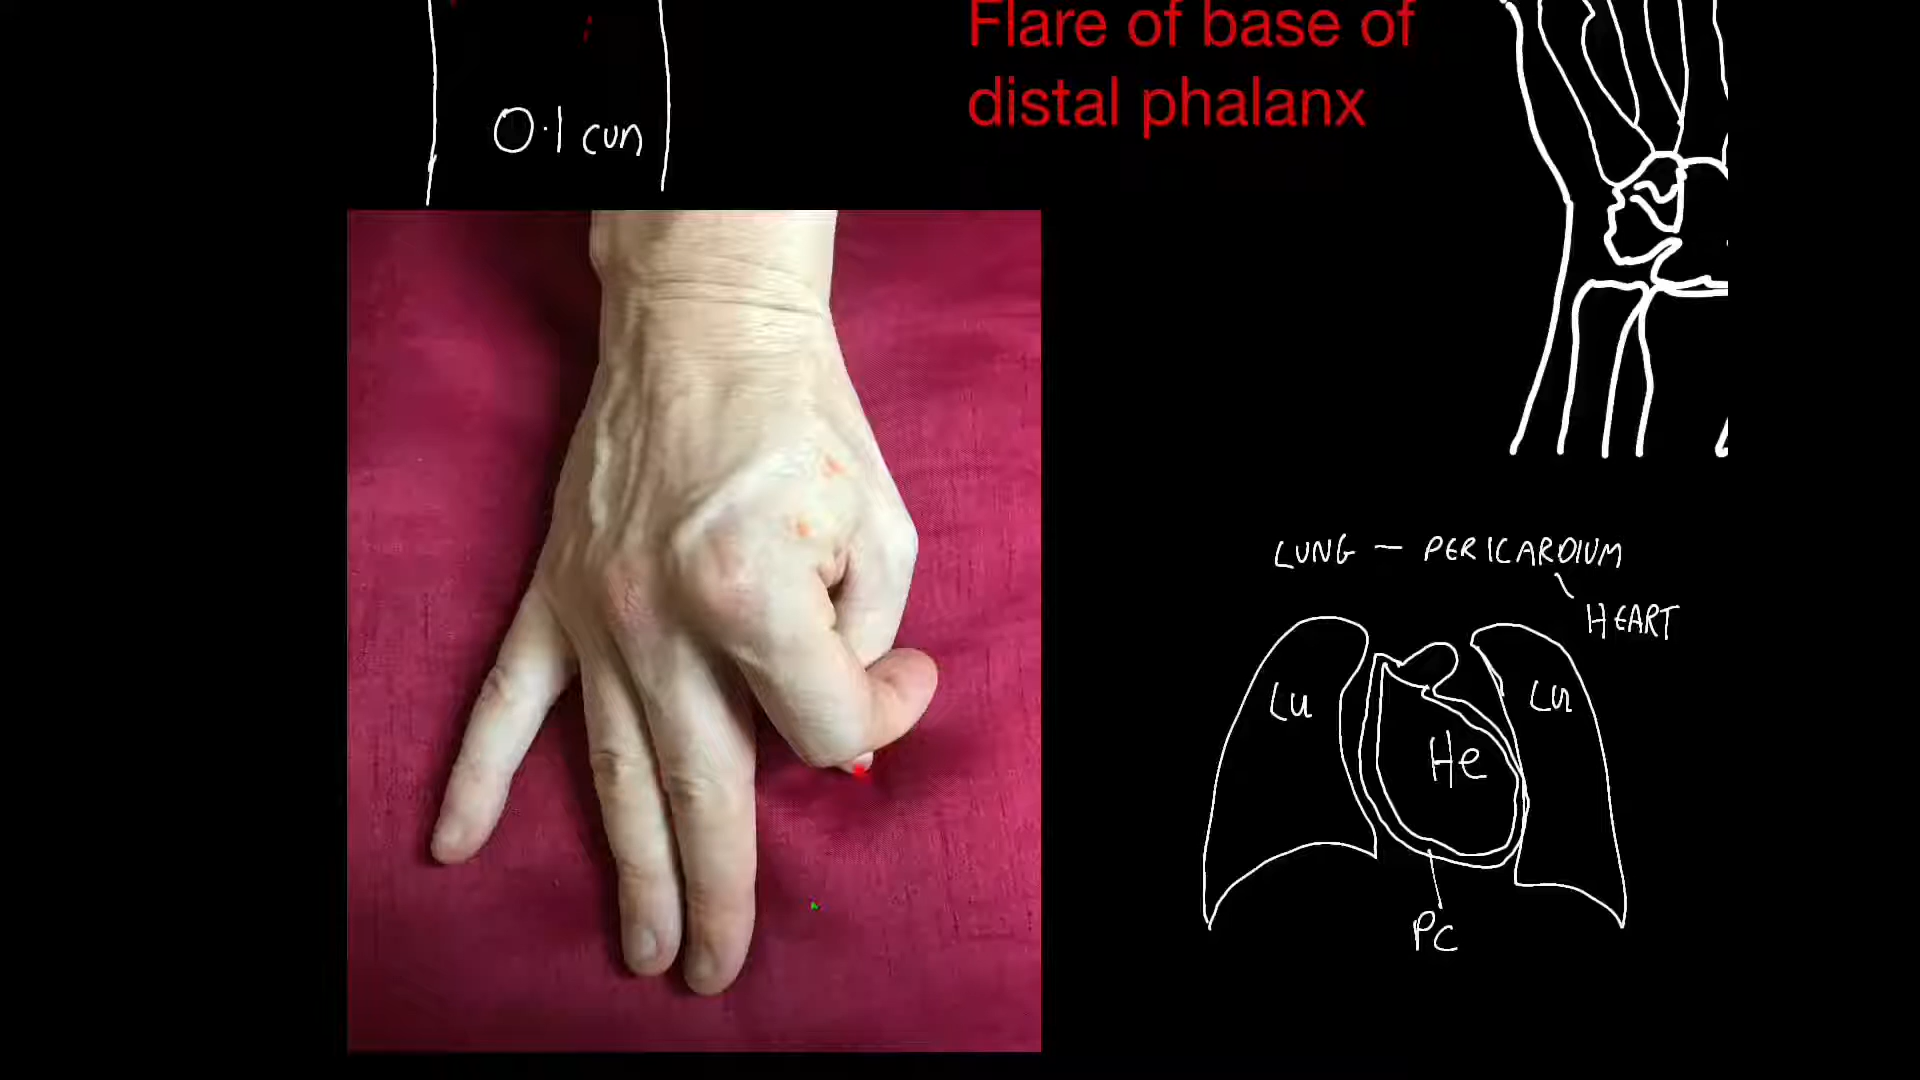 Flare of base of
distal phalanx
0.1 cun
LUNG — PERICARDIUM
HEART
Lu
Lu
He
PC